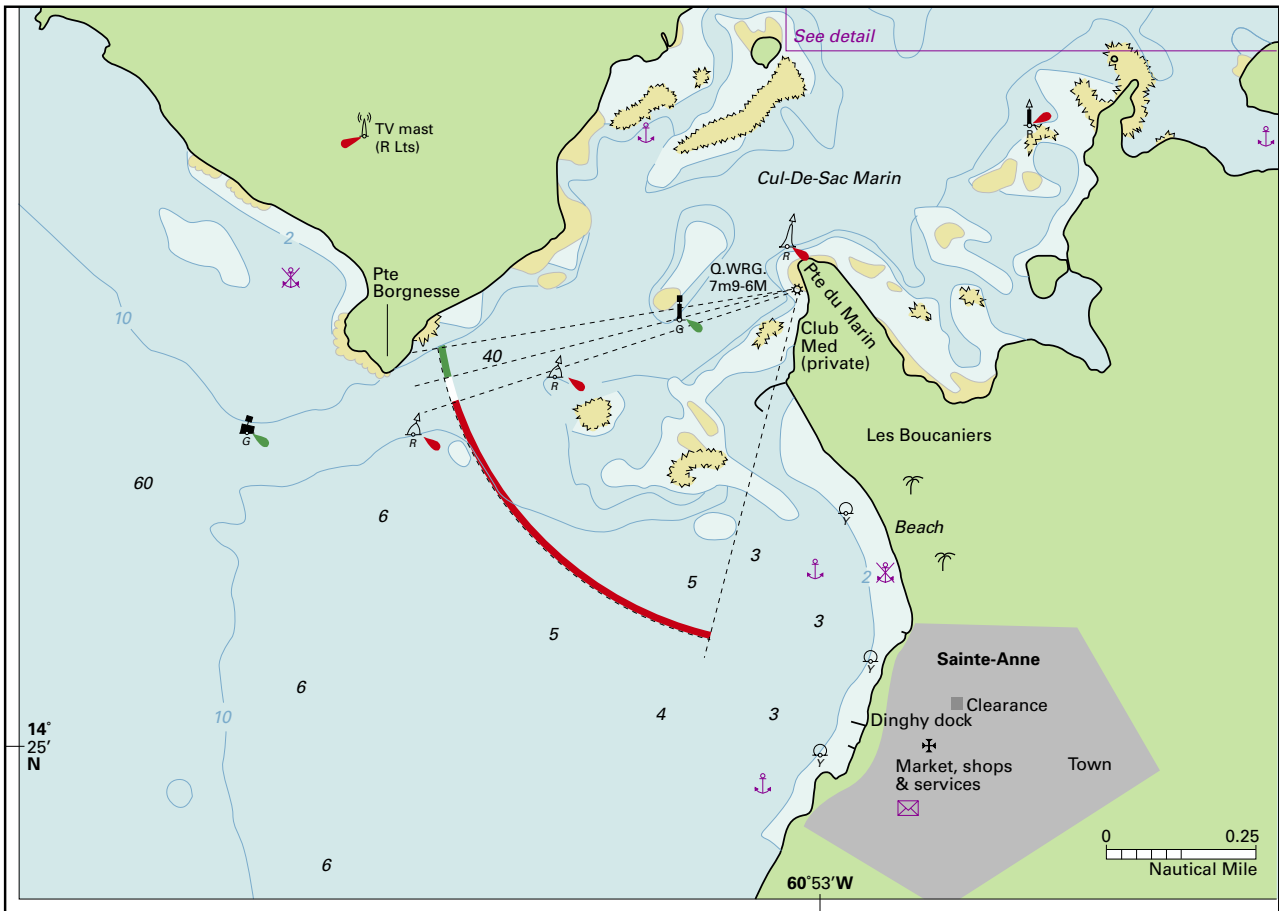 See detail
TV mast
(R Lts)
R
Cul-De-Sac Marin
2
R
Q.WRG.
7m9-6M
Pte
Borgnesse
Pte du Marin
10
G
Club
Med
(private)
40
R
R
G
Les Boucaniers
60
6
Y
Beach
3
5
2
3
5
Sainte-Anne
Y
6
Clearance
10
4
3
Dinghy dock
14°
25'
N
Y
Market, shops
& services
Town
0
0.25
Nautical Mile
6
60°53'W